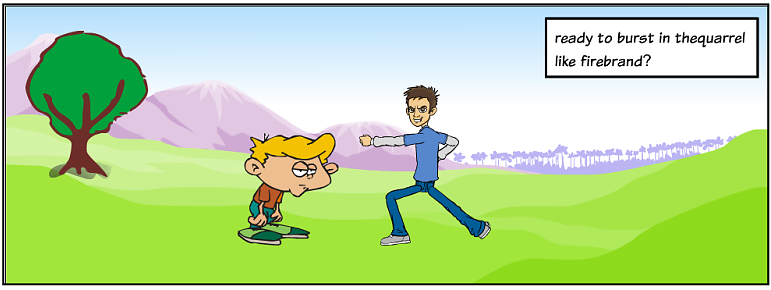 ready to burst in thequarrel
like firebrand?